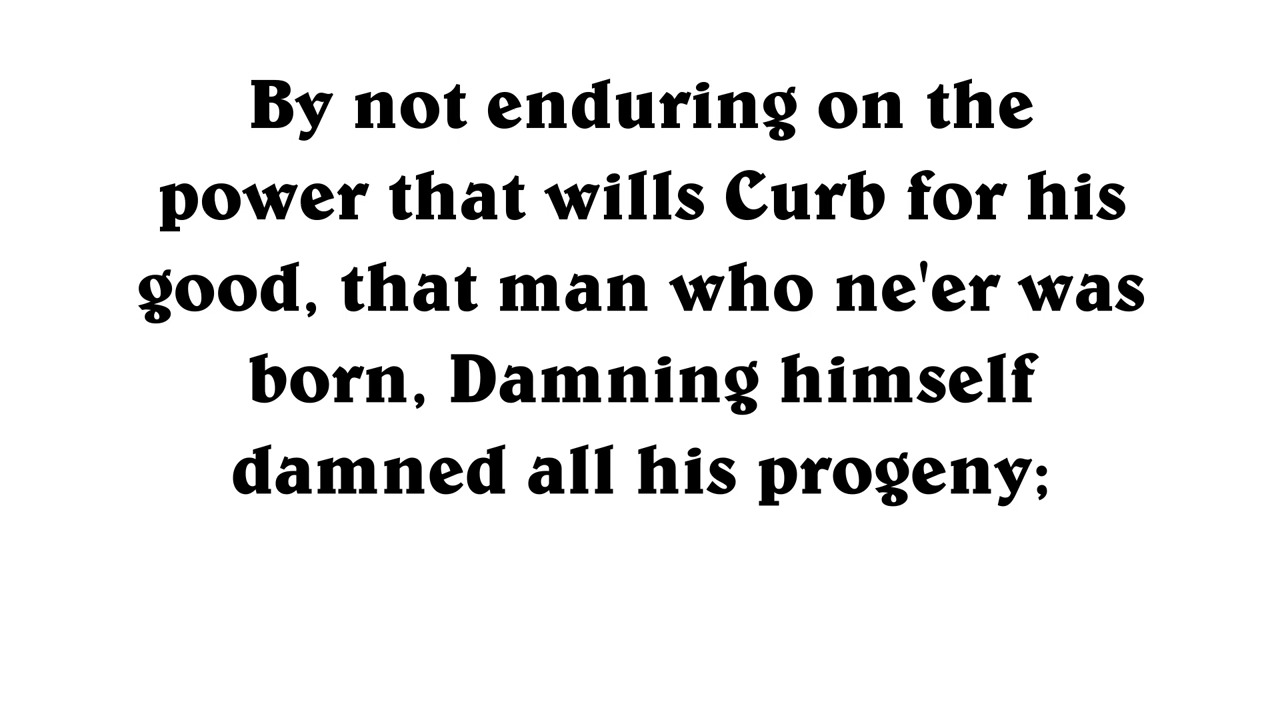 By not enduring on the
power that wills Curb for his
good, that man who ne'er was
born, Damning himself
damned all his progeny;